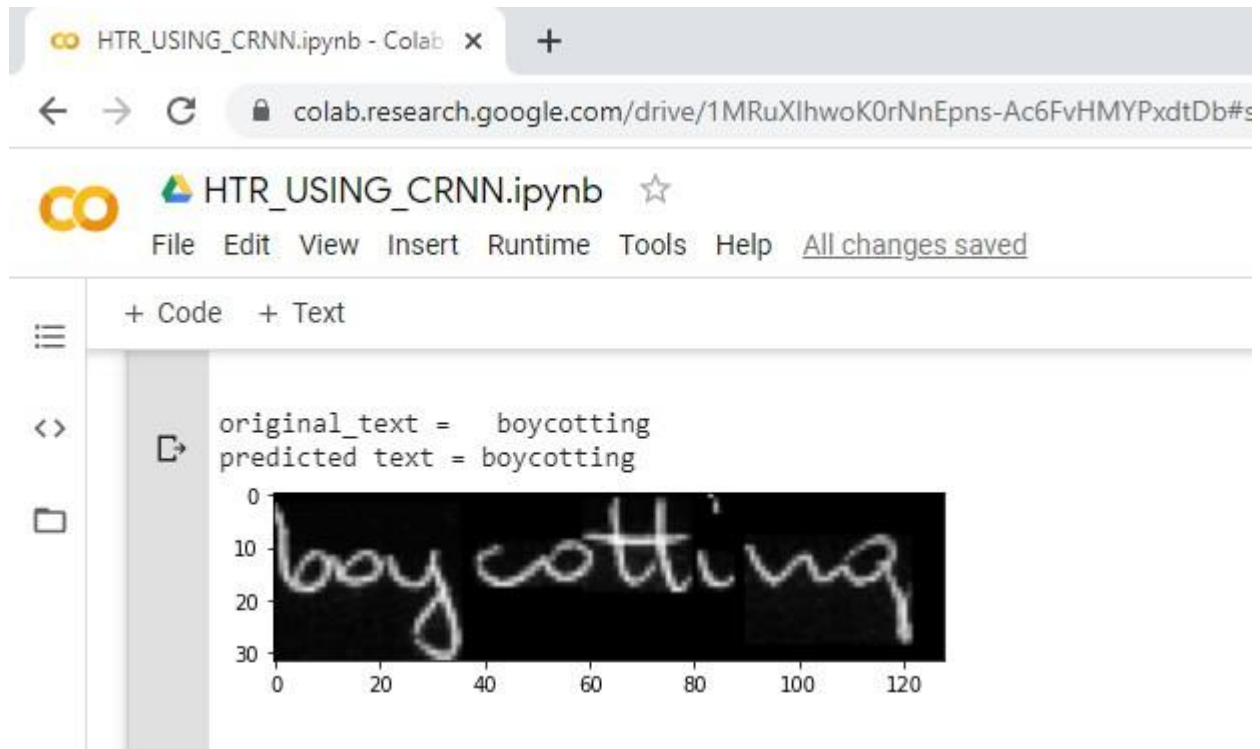 HTR_USING_CRNN.ipynb - Colab
colab.research.google.com/drive/1MRuXIhwoK0rNnEpns-Ac6FvHMYPxdtDb#s
CO HTR_USING_CRNN.ipynb
File Edit View Insert Runtime Tools Help All changes saved
+ Code + Text
original_text = boycotting
predicted text = boycotting
boycotting
0
10
20
30
0 20 40 60 80 100 120